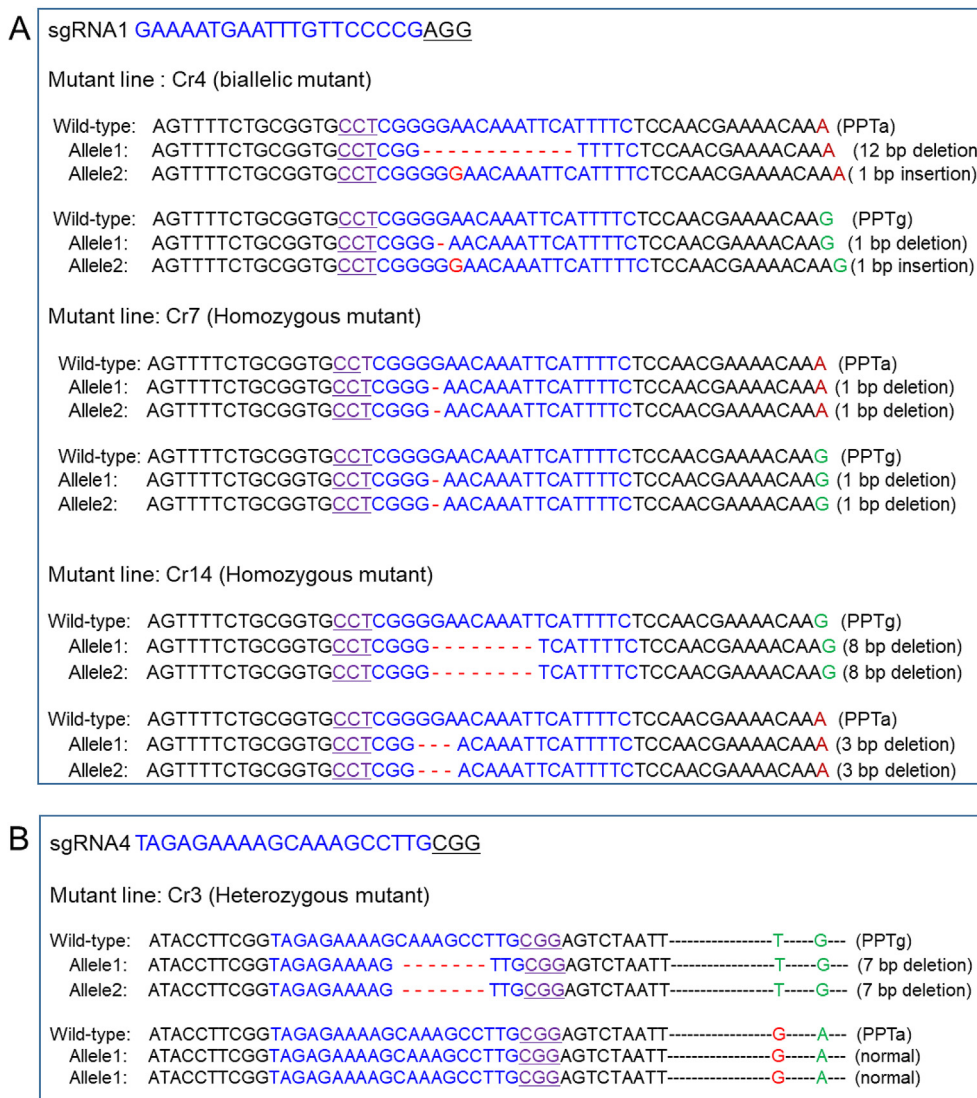 A
sgRNA1 GAAAATGAATTTGTTCCCCGAGG
Mutant line : Cr4 (biallelic mutant)
Wild-type: AGTTTTCTGCGGTGCCTCGGGGAACAAATTCATTTTCTCCAACGAAAACAAA (PPTa)
Allele1: AGTTTTCTGCGGTGCCTCGG - - - - - - - - - - - - TTTTCTCCAACGAAAACAAA (12 bp deletion)
Allele2: AGTTTTCTGCGGTGCCTCGGGGGAACAAATTCATTTTCTCCAACGAAAACAAA ( 1 bp insertion)
Wild-type: AGTTTTCTGCGGTGCCTCGGGGAACAAATTCATTTTCTCCAACGAAAACAAG (PPTg)
Allele1: AGTTTTCTGCGGTGCCTCGGG-AACAAATTCATTTTCTCCAACGAAAACAAG (1 bp deletion)
Allele2: AGTTTTCTGCGGTGCCTCGGGGGAACAAATTCATTTTCTCCAACGAAAACAAG (1 bp insertion)
Mutant line: Cr7 (Homozygous mutant)
Wild-type: AGTTTTCTGCGGTGCCTCGGGGAACAAATTCATTTTCTCCAACGAAAACAAA (PPTa)
Allele1: AGTTTTCTGCGGTGCCTCGGG-AACAAATTCATTTTCTCCAACGAAAACAAA (1 bp deletion)
Allele2: AGTTTTCTGCGGTGCCTCGGG-AACAAATTCATTTTCTCCAACGAAAACAAA (1 bp deletion)
Wild-type: AGTTTTCTGCGGTGCCTCGGGGAACAAATTCATTTTCTCCAACGAAAACAAG (PPTg)
Allele1: AGTTTTCTGCGGTGCCTCGGG-AACAAATTCATTTTCTCCAACGAAAACAAG (1 bp deletion)
Allele2: AGTTTTCTGCGGTGCCTCGGG-AACAAATTCATTTTCTCCAACGAAAACAAG (1 bp deletion)
Mutant line: Cr14 (Homozygous mutant)
Wild-type: AGTTTTCTGCGGTGCCTCGGGGAACAAATTCATTTTCTCCAACGAAAACAAG (PPTg)
Allele1: AGTTTTCTGCGGTGCCTCGGG- - - - - - - - TCATTTTCTCCAACGAAAACAAG (8 bp deletion)
Allele2: AGTTTTCTGCGGTGCCTCGGG- - - - - - - - TCATTTTCTCCAACGAAAACAAG (8 bp deletion)
Wild-type: AGTTTTCTGCGGTGCCTCGGGGAACAAATTCATTTTCTCCAACGAAAACAAA (PPTa)
Allele1: AGTTTTCTGCGGTGCCTCGG- - - ACAAATTCATTTTCTCCAACGAAAACAAA (3 bp deletion)
Allele2: AGTTTTCTGCGGTGCCTCGG- - - ACAAATTCATTTTCTCCAACGAAAACAAA (3 bp deletion)
B
sgRNA4 TAGAGAAAAGCAAAGCCTTGCGG
Mutant line: Cr3 (Heterozygous mutant)
Wild-type: ATACCTTCGGTAGAGAAAAGCAAAGCCTTGCGGAGTCTAATT-----------------T-----G--- (PPTg)
Allele1: ATACCTTCGGTAGAGAAAAG - - - - - - - TTGCGGAGTCTAATT-----------------T-----G--- (7 bp deletion)
Allele2: ATACCTTCGGTAGAGAAAAG - - - - - - - TTGCGGAGTCTAATT-----------------T-----G--- (7 bp deletion)
Wild-type: ATACCTTCGGTAGAGAAAAGCAAAGCCTTGCGGAGTCTAATT-----------------G-----A--- (PPTa)
Allele1: ATACCTTCGGTAGAGAAAAGCAAAGCCTTGCGGAGTCTAATT-----------------G-----A--- (normal)
Allele1: ATACCTTCGGTAGAGAAAAGCAAAGCCTTGCGGAGTCTAATT-----------------G-----A--- (normal)